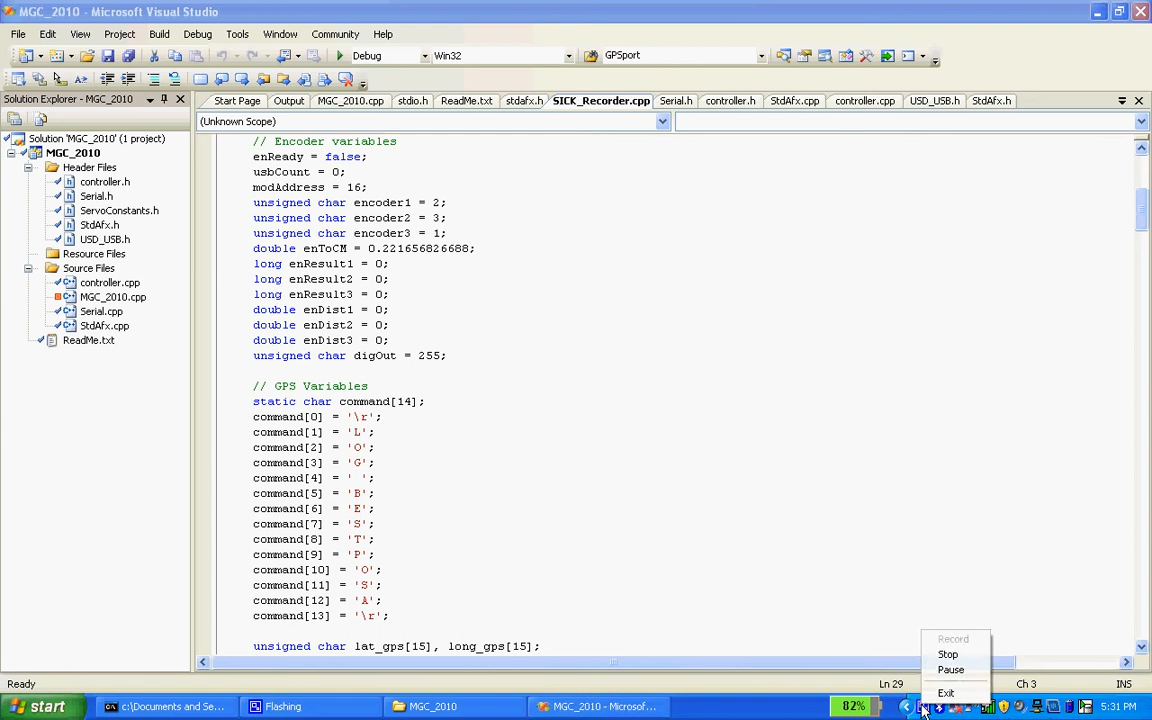 MGC_2010 - Microsoft Visual Studio
File Edit View Project Build Debug Tools Window Community Help
Debug Win32 GPSport
Solution Explorer - MGC_2010
Start Page Output MGC_2010.cpp stdio.h ReadMe.txt stdafx.h SICK_Recorder.cpp Serial.h controller.h StdAfx.cpp controller.cpp USD_USB.h StdAfx.h
(Unknown Scope)
Solution 'MGC_2010' (1 project)
MGC_2010
Header Files
controller.h
Serial.h
ServoConstants.h
StdAfx.h
USD_USB.h
Resource Files
Source Files
controller.cpp
MGC_2010.cpp
Serial.cpp
StdAfx.cpp
ReadMe.txt
// Encoder variables
enReady = false;
usbCount = 0;
modAddress = 16;
unsigned char encoder1 = 2;
unsigned char encoder2 = 3;
unsigned char encoder3 = 1;
double enToCM = 0.221656826688;
long enResult1 = 0;
long enResult2 = 0;
long enResult3 = 0;
double enDist1 = 0;
double enDist2 = 0;
double enDist3 = 0;
unsigned char digOut = 255;
// GPS Variables
static char command[14];
command[0] = '\r';
command[1] = 'L';
command[2] = 'O';
command[3] = 'G';
command[4] = ' ';
command[5] = 'B';
command[6] = 'E';
command[7] = 'S';
command[8] = 'T';
command[9] = 'P';
command[10] = 'O';
command[11] = 'S';
command[12] = 'A';
command[13] = '\r';
unsigned char lat_gps[15], long_gps[15];
Record
Stop
Pause
Exit
Ready Ln 29 Ch 3 INS
start c:\Documents and Se... Flashing MGC_2010 MGC_2010 - Microsof... 82% 5:31 PM